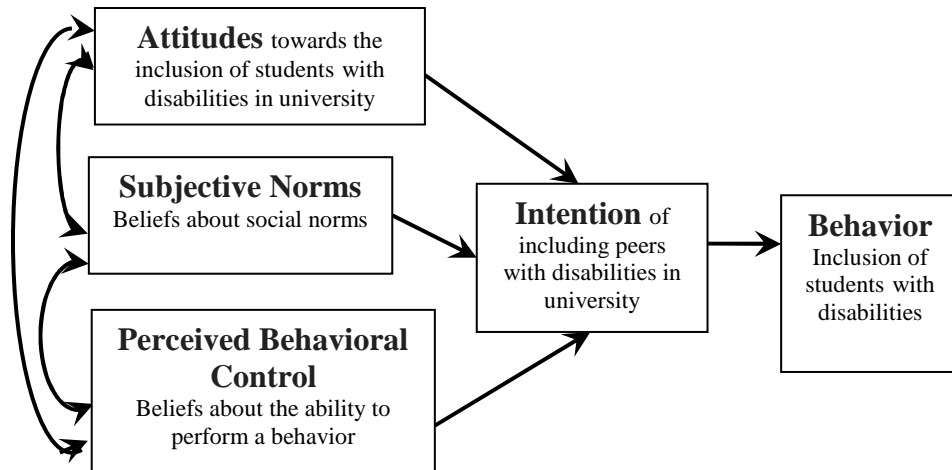 Attitudes towards the
inclusion of students with
disabilities in university
Subjective Norms
Beliefs about social norms
Perceived Behavioral
Control
Beliefs about the ability to
perform a behavior
Intention of
including peers
with disabilities in
university
Behavior
Inclusion of
students with
disabilities